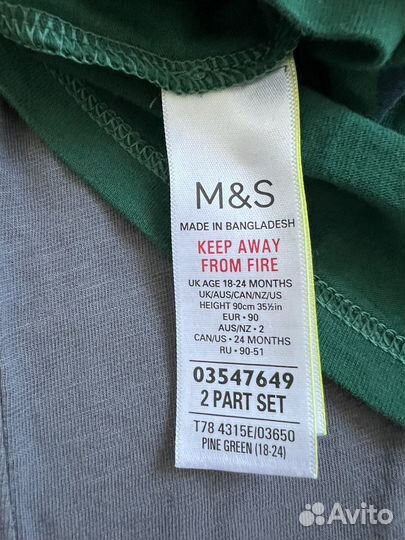 M&S
MADE IN BANGLADESH
KEEP AWAY
FROM FIRE
UK AGE 18-24 MONTHS
UK/AUS/CAN/NZ/US
HEIGHT 90cm 35½in
EUR • 90
AUS/NZ • 2
CAN/US • 24 MONTHS
RU • 90-51
03547649
2 PART SET
T78 4315E/03650
PINE GREEN (18-24)
Avito